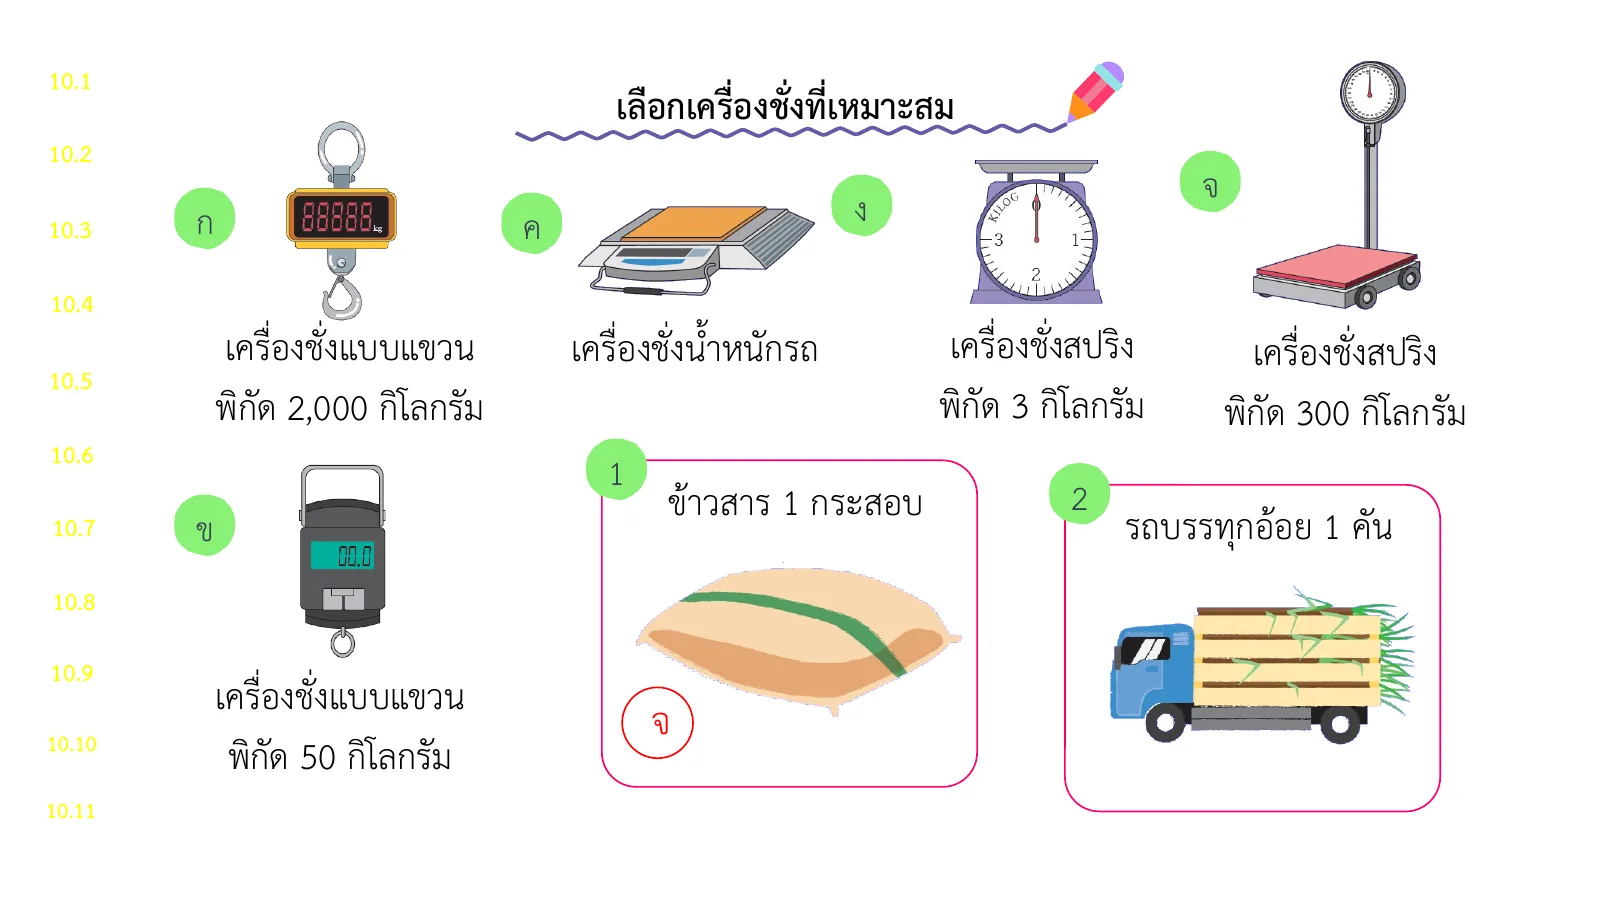 10.1
10.2
10.3
10.4
10.5
10.6
10.7
10.8
10.9
10.10
10.11
เลือกเครื่องชั่งที่เหมาะสม
ก
88888 kg
เครื่องชั่งแบบแขวน
พิกัด 2,000 กิโลกรัม
ค
เครื่องชั่งน้ำหนักรถ
ง
KILOG
0
1
2
3
เครื่องชั่งสปริง
พิกัด 3 กิโลกรัม
จ
เครื่องชั่งสปริง
พิกัด 300 กิโลกรัม
ข
00.0
เครื่องชั่งแบบแขวน
พิกัด 50 กิโลกรัม
1
ข้าวสาร 1 กระสอบ
จ
2
รถบรรทุกอ้อย 1 คัน